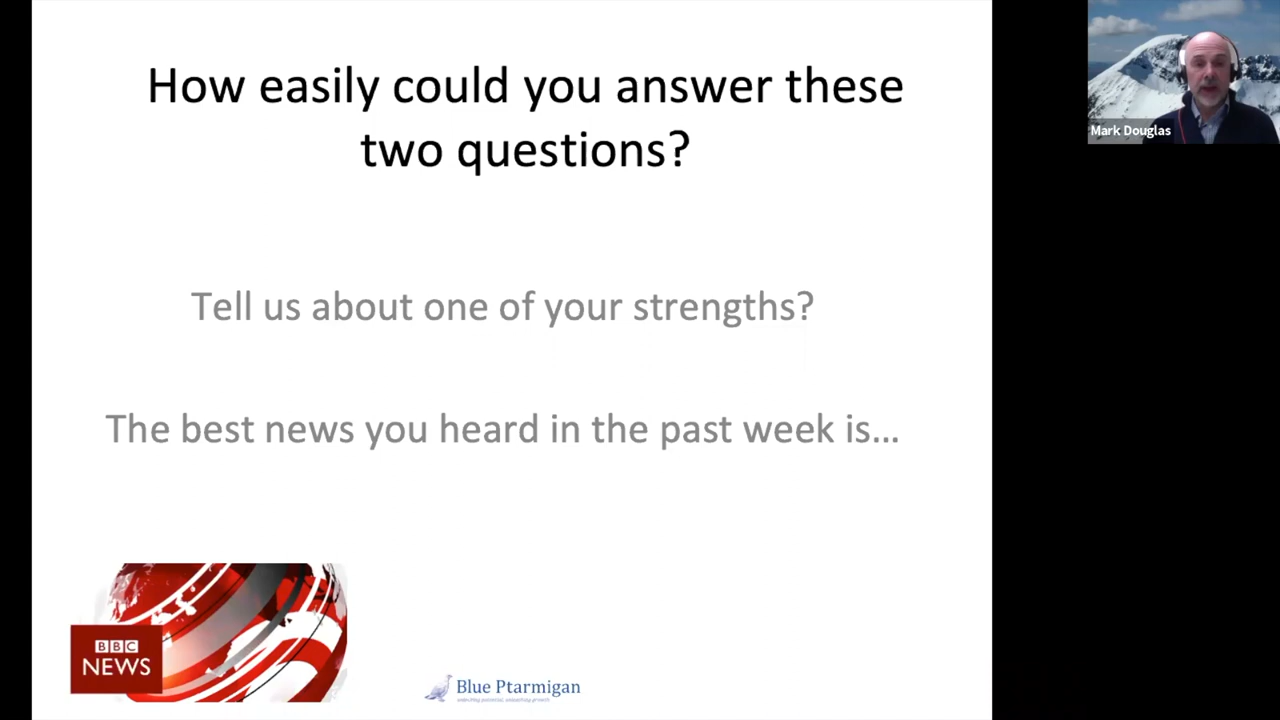 How easily could you answer these
two questions?
Mark Douglas
Tell us about one of your strengths?
The best news you heard in the past week is...
BBC
NEWS
Blue Ptarmigan